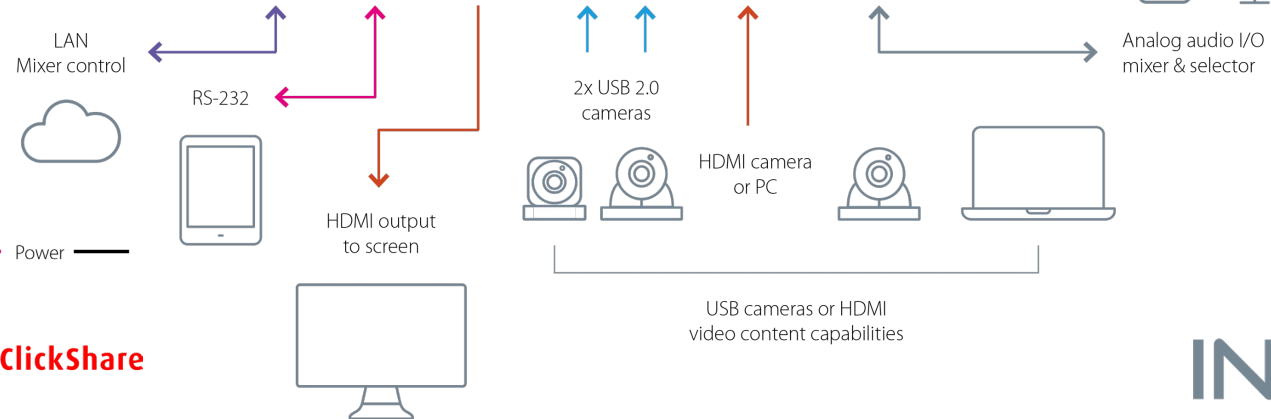 LAN
Mixer control
RS-232
2x USB 2.0
cameras
Analog audio I/O
mixer & selector
HDMI camera
or PC
HDMI output
to screen
Power
USB cameras or HDMI
video content capabilities
ClickShare
IN